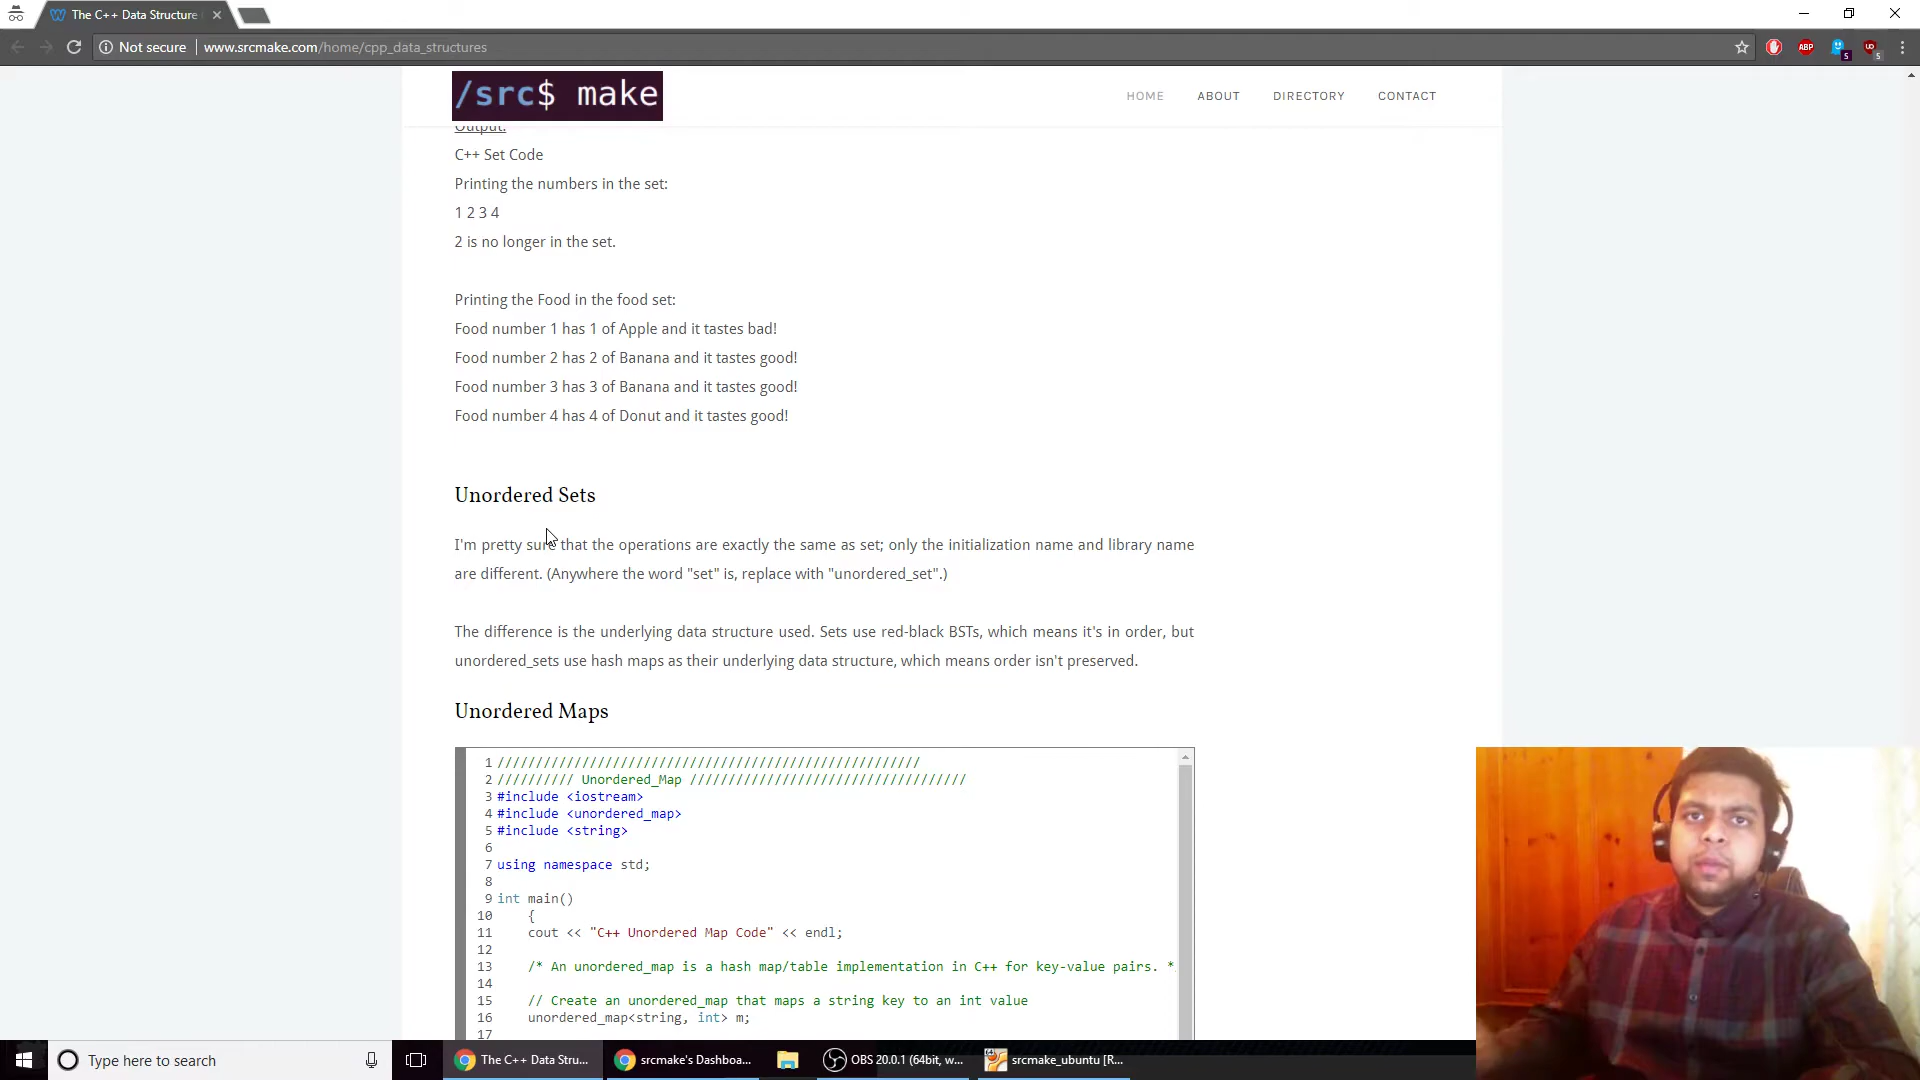 The C++ Data Structure
Not secure
www.srcmake.com/home/cpp_data_structures
ABP
5
UD
5
/src$ make
HOME
ABOUT
DIRECTORY
CONTACT
Output:
C++ Set Code
Printing the numbers in the set:
1 2 3 4
2 is no longer in the set.
Printing the Food in the food set:
Food number 1 has 1 of Apple and it tastes bad!
Food number 2 has 2 of Banana and it tastes good!
Food number 3 has 3 of Banana and it tastes good!
Food number 4 has 4 of Donut and it tastes good!
Unordered Sets
I'm pretty sure that the operations are exactly the same as set; only the initialization name and library name
are different. (Anywhere the word "set" is, replace with "unordered_set".)
The difference is the underlying data structure used. Sets use red-black BSTs, which means it's in order, but
unordered_sets use hash maps as their underlying data structure, which means order isn't preserved.
Unordered Maps
1 ///////////////////////////////////////////////////////
2 ////////// Unordered_Map ////////////////////////////////////
3 #include <iostream>
4 #include <unordered_map>
5 #include <string>
6
7 using namespace std;
8
9 int main()
10 {
11 cout << "C++ Unordered Map Code" << endl;
12
13 /* An unordered_map is a hash map/table implementation in C++ for key-value pairs. *
14
15 // Create an unordered_map that maps a string key to an int value
16 unordered_map<string, int> m;
17
Type here to search
The C++ Data Stru...
srcmake's Dashboa...
OBS 20.0.1 (64bit, w...
srcmake_ubuntu [R...